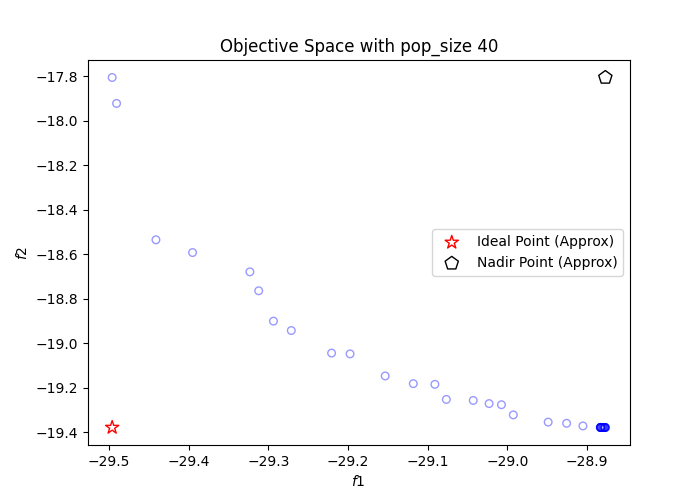 Objective Space with pop_size 40
−17.8
−18.0
−18.2
−18.4
−18.6
−18.8
−19.0
−19.2
−19.4
f2
Ideal Point (Approx)
Nadir Point (Approx)
−29.5 −29.4 −29.3 −29.2 −29.1 −29.0 −28.9
f1